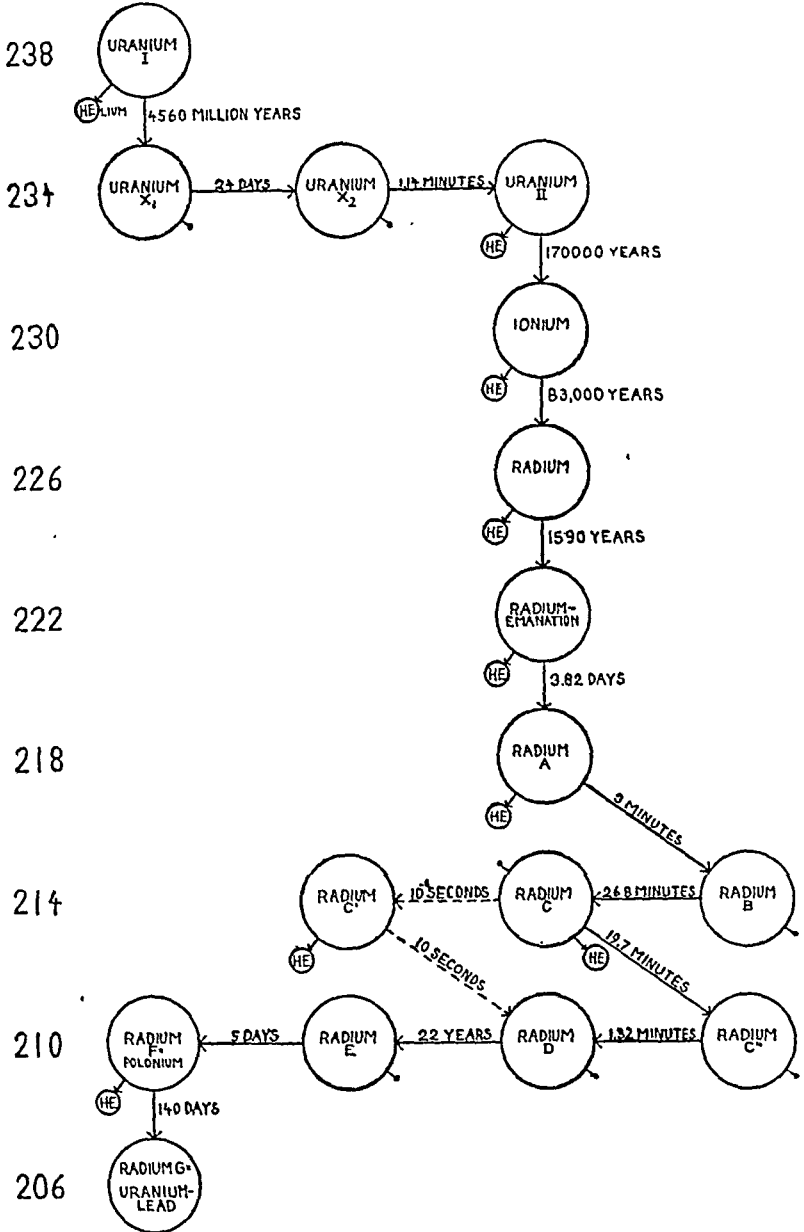 238
URANIUM
I
HELIUM
4560 MILLION YEARS
234
URANIUM
X₁
24 DAYS
URANIUM
X₂
1.14 MINUTES
URANIUM
II
HE
170000 YEARS
230
IONIUM
HE
83,000 YEARS
226
RADIUM
HE
1590 YEARS
222
RADIUM-
EMANATION
HE
3.82 DAYS
218
RADIUM
A
HE
3 MINUTES
214
RADIUM
C'
HE
SECONDS
RADIUM
C
HE
26.8 MINUTES
RADIUM
B
10 SECONDS
19.7 MINUTES
210
RADIUM
F=
POLONIUM
HE
5 DAYS
RADIUM
E
22 YEARS
RADIUM
D
1.32 MINUTES
RADIUM
C"
140 DAYS
206
RADIUM G=
URANIUM-
LEAD